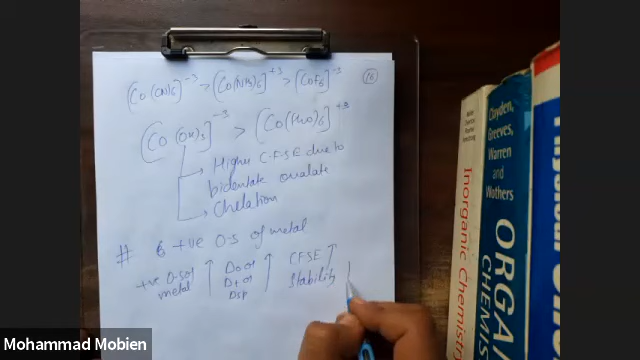 [Co(CN)6]⁻³ > [Co(NH3)6]⁺³ > [CoF6]⁻³
16
[Co(OX)3]⁻³ > [Co(H2O)6]⁺³
→ Higher C.F.S.E due to
bidentate oxalate
→ Chelation
# 6 +ve O.S of metal
+ve O.S of metal ↑ Do or Dt or Dsp ↑ CFSE ↑
Stability
Inorganic Chemistry
Clayden,
Greeves,
Warren
and
Wothers
ORGANIC
CHEMISTRY
Physical
Mohammad Mobien